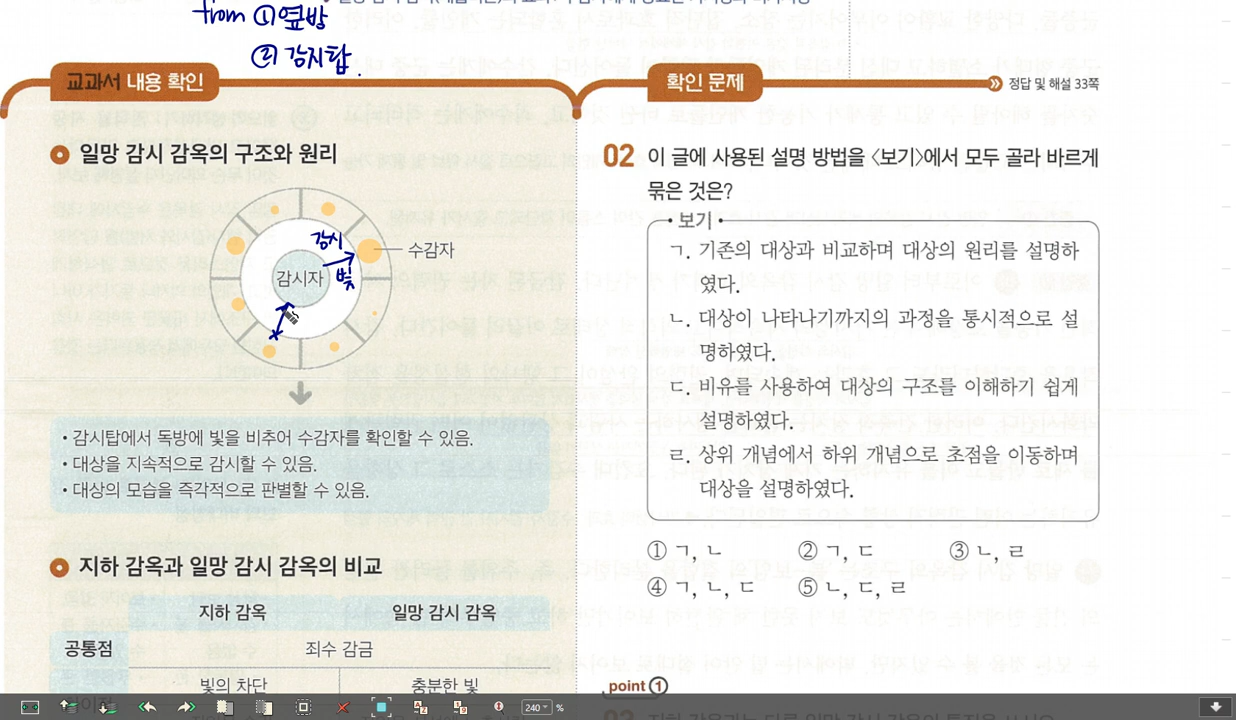 from ① 옆방
② 감시탑.
교과서 내용 확인
일망 감시 감옥의 구조와 원리
감시
수감자
감시자
빛
• 감시탑에서 독방에 빛을 비추어 수감자를 확인할 수 있음.
• 대상을 지속적으로 감시할 수 있음.
• 대상의 모습을 즉각적으로 판별할 수 있음.
지하 감옥과 일망 감시 감옥의 비교
지하 감옥 일망 감시 감옥
공통점 죄수 감금
빛의 차단 충분한 빛
확인 문제
정답 및 해설 33쪽
02 이 글에 사용된 설명 방법을 〈보기〉에서 모두 골라 바르게
묶은 것은?
• 보기 •
ㄱ. 기존의 대상과 비교하며 대상의 원리를 설명하
였다.
ㄴ. 대상이 나타나기까지의 과정을 통시적으로 설
명하였다.
ㄷ. 비유를 사용하여 대상의 구조를 이해하기 쉽게
설명하였다.
ㄹ. 상위 개념에서 하위 개념으로 초점을 이동하며
대상을 설명하였다.
① ㄱ, ㄴ ② ㄱ, ㄷ ③ ㄴ, ㄹ
④ ㄱ, ㄴ, ㄷ ⑤ ㄴ, ㄷ, ㄹ
point ①
240 %